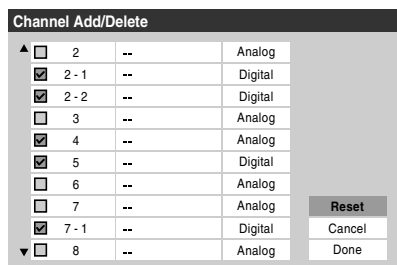 Channel Add/Delete
2 -- Analog
2 - 1 -- Digital
2 - 2 -- Digital
3 -- Analog
4 -- Analog
5 -- Digital
6 -- Analog
7 -- Analog Reset
7 - 1 -- Digital Cancel
8 -- Analog Done